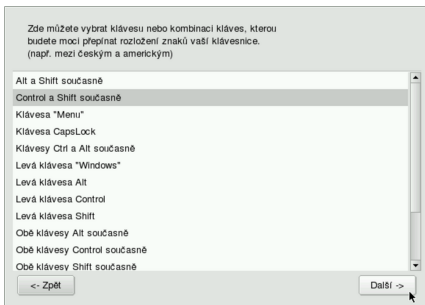 Zde můžete vybrat klávesu nebo kombinaci kláves, kterou
budete moci přepínat rozložení znaků vaší klávesnice.
(např. mezi českým a americkým)
Alt a Shift současně
Control a Shift současně
Klávesa "Menu"
Klávesa CapsLock
Klávesy Ctrl a Alt současně
Levá klávesa "Windows"
Levá klávesa Alt
Levá klávesa Control
Levá klávesa Shift
Obě klávesy Alt současně
Obě klávesy Control současně
Obě klávesy Shift současně
<- Zpět
Další ->